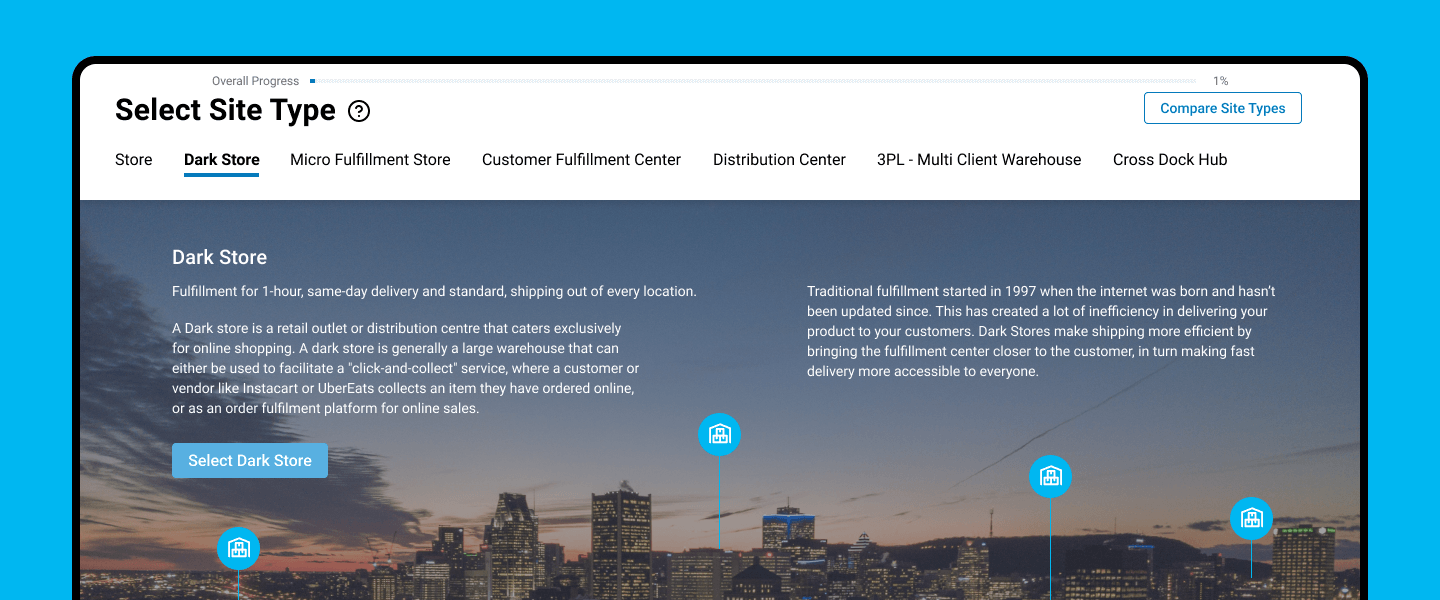 Overall Progress
1%
Select Site Type
Compare Site Types
Store
Dark Store
Micro Fulfillment Store
Customer Fulfillment Center
Distribution Center
3PL - Multi Client Warehouse
Cross Dock Hub
Dark Store
Fulfillment for 1-hour, same-day delivery and standard, shipping out of every location.
A Dark store is a retail outlet or distribution centre that caters exclusively
for online shopping. A dark store is generally a large warehouse that can
either be used to facilitate a "click-and-collect" service, where a customer or
vendor like Instacart or UberEats collects an item they have ordered online,
or as an order fulfilment platform for online sales.
Select Dark Store
Traditional fulfillment started in 1997 when the internet was born and hasn't
been updated since. This has created a lot of inefficiency in delivering your
product to your customers. Dark Stores make shipping more efficient by
bringing the fulfillment center closer to the customer, in turn making fast
delivery more accessible to everyone.